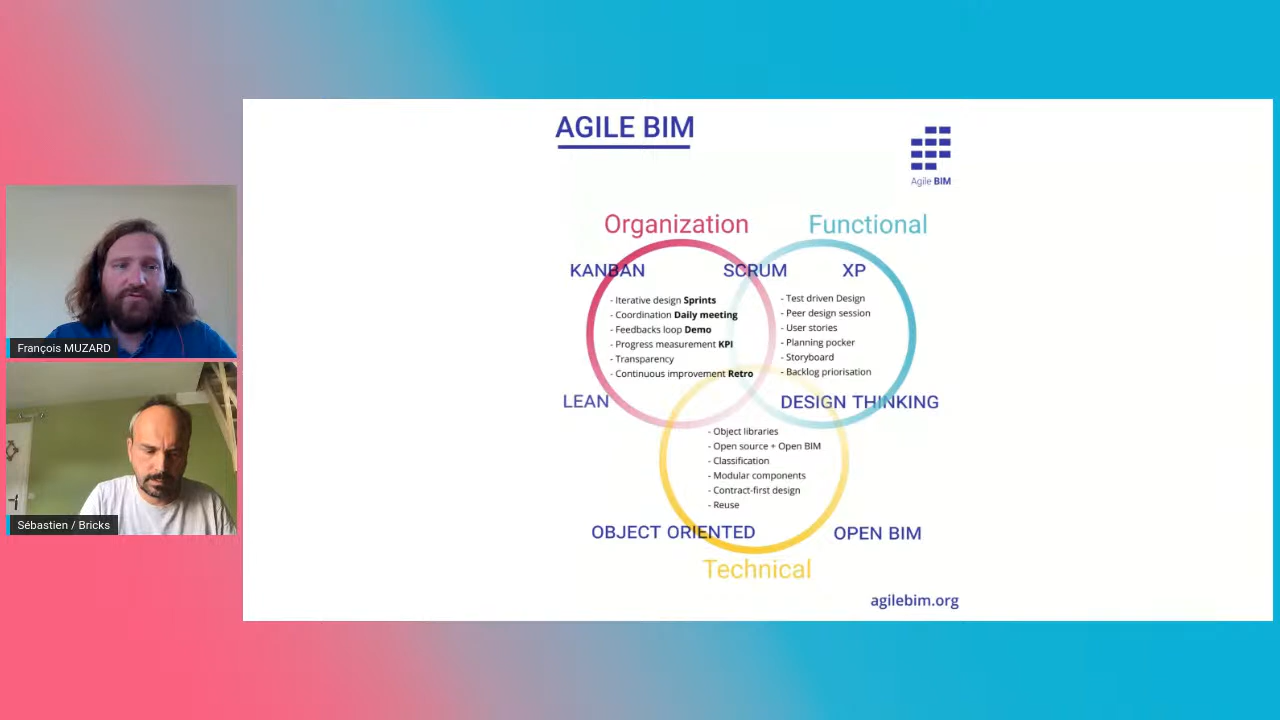 AGILE BIM
Agile BIM
Organization
Functional
KANBAN
SCRUM
XP
- Iterative design Sprints
- Coordination Daily meeting
- Feedbacks loop Demo
- Progress measurement KPI
- Transparency
- Continuous improvement Retro
- Test driven Design
- Peer design session
- User stories
- Planning pocker
- Storyboard
- Backlog priorisation
LEAN
DESIGN THINKING
- Object libraries
- Open source + Open BIM
- Classification
- Modular components
- Contract-first design
- Reuse
OBJECT ORIENTED
OPEN BIM
Technical
agilebim.org
François MUZARD
Sébastien / Bricks